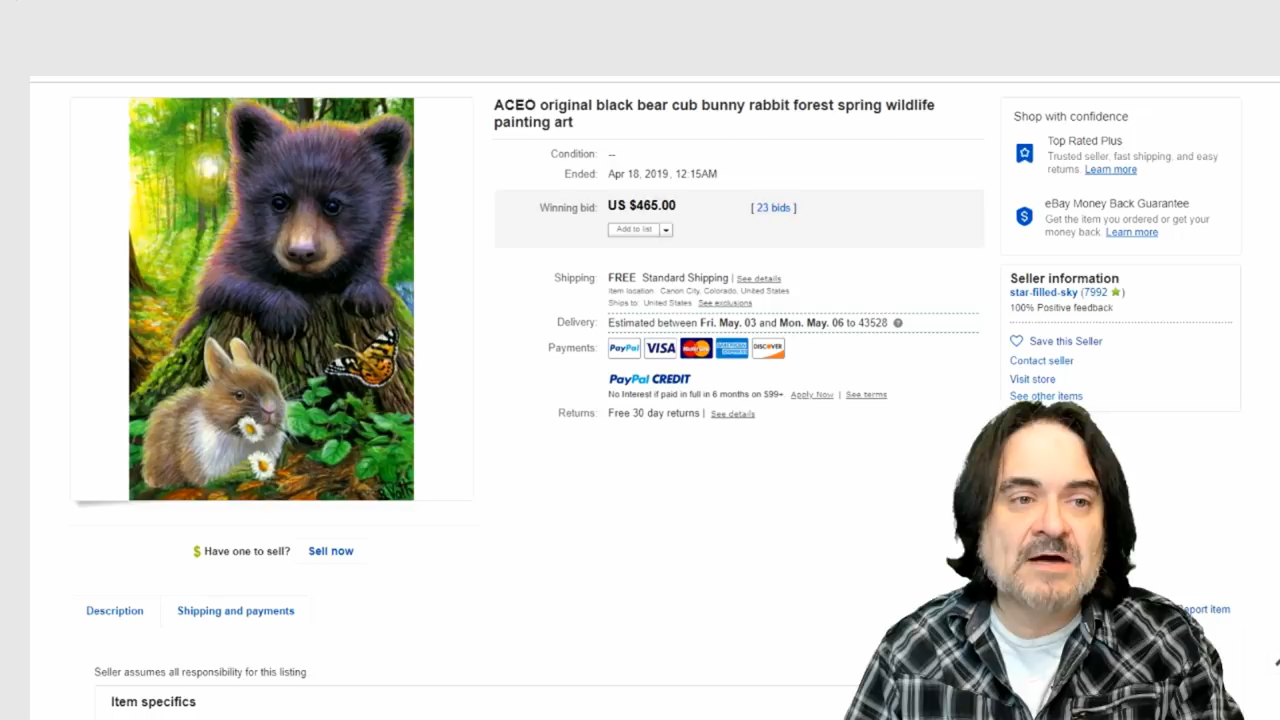 ACEO original black bear cub bunny rabbit forest spring wildlife
painting art
Condition: --
Ended: Apr 18, 2019, 12:15AM
Winning bid: US $465.00 [ 23 bids ]
Add to list
Shipping: FREE Standard Shipping | See details
Item location: Canon City, Colorado, United States
Ships to: United States See exclusions
Delivery: Estimated between Fri. May. 03 and Mon. May. 06 to 43528
Payments: PayPal VISA MasterCard AMERICAN EXPRESS DISCOVER
PayPal CREDIT
No Interest if paid in full in 6 months on $99+ Apply Now | See terms
Returns: Free 30 day returns | See details
Shop with confidence
Top Rated Plus
Trusted seller, fast shipping, and easy
returns. Learn more
eBay Money Back Guarantee
Get the item you ordered or get your
money back. Learn more
Seller information
star-filled-sky (7992 )
100% Positive feedback
Save this Seller
Contact seller
Visit store
See other items
$ Have one to sell? Sell now
Description
Shipping and payments
eport item
Seller assumes all responsibility for this listing
Item specifics